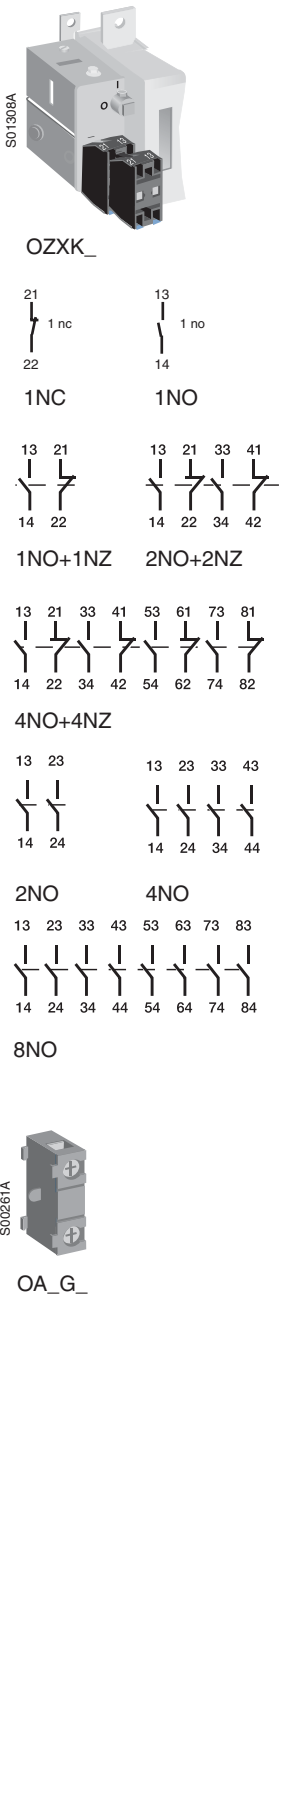 S01308A
I
O
21 13
21 13
OZXK_
21 13
1 nc 1 no
22 14
1NC 1NO
13 21 13 21 33 41
14 22 14 22 34 42
1NO+1NZ 2NO+2NZ
13 21 33 41 53 61 73 81
14 22 34 42 54 62 74 82
4NO+4NZ
13 23 13 23 33 43
14 24 14 24 34 44
2NO 4NO
13 23 33 43 53 63 73 83
14 24 34 44 54 64 74 84
8NO
S00261A
OA_G_